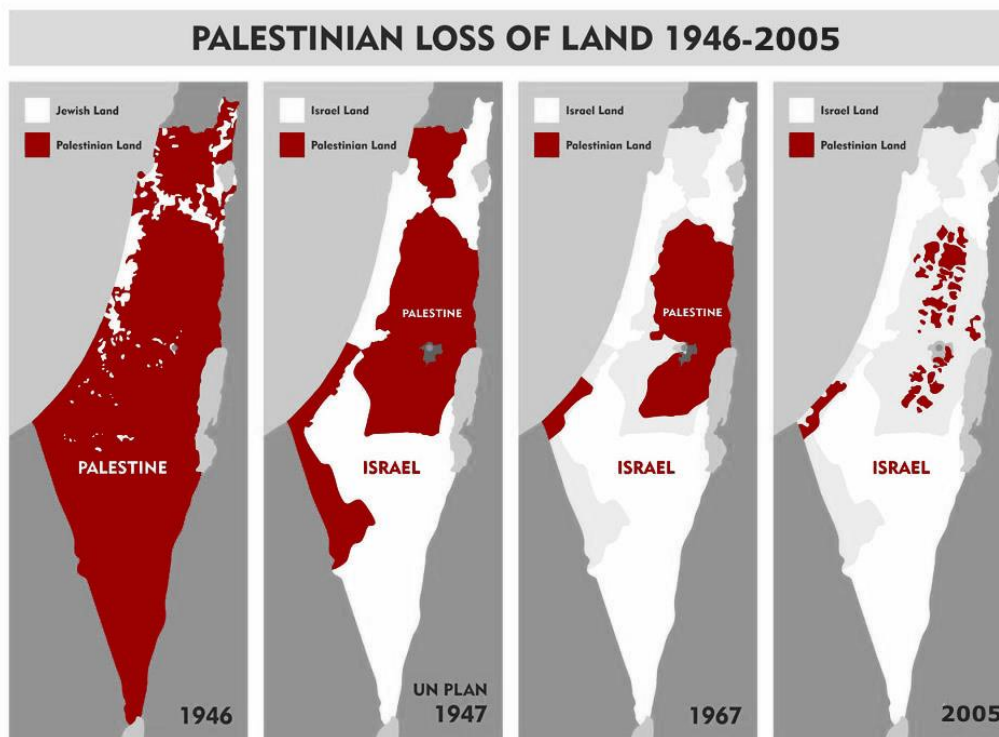 PALESTINIAN LOSS OF LAND 1946-2005
Jewish Land
Palestinian Land
PALESTINE
1946
Israel Land
Palestinian Land
PALESTINE
ISRAEL
UN PLAN
1947
Israel Land
Palestinian Land
PALESTINE
ISRAEL
1967
Israel Land
Palestinian Land
ISRAEL
2005